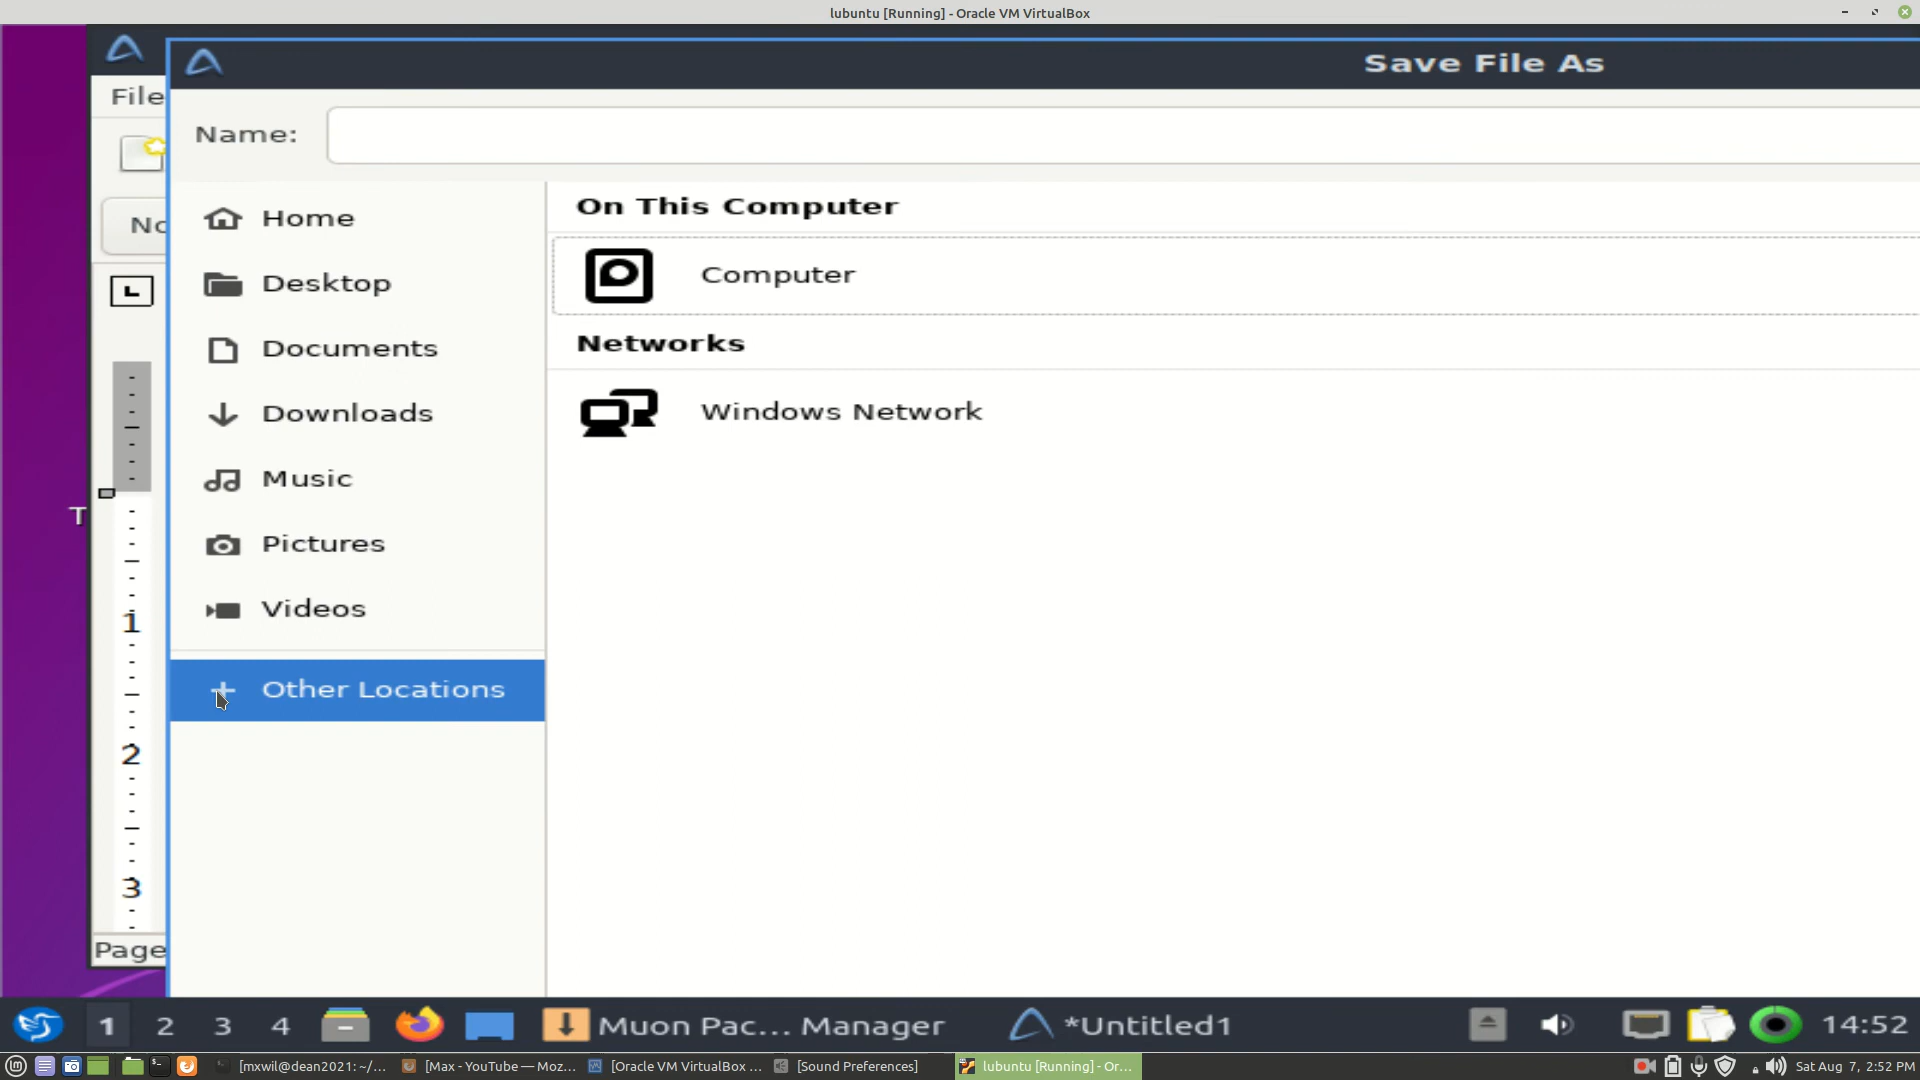 lubuntu [Running] - Oracle VM VirtualBox
Save File As
File
Name:
No
Home
Desktop
Documents
Downloads
Music
Pictures
Videos
Other Locations
On This Computer
Computer
Networks
Windows Network
T
L
1
2
3
Page
1 2 3 4 Muon Pac... Manager *Untitled1 14:52
[mxwil@dean2021: ~/... [Max - YouTube — Moz... [Oracle VM VirtualBox ... [Sound Preferences] lubuntu [Running] - Or... Sat Aug 7, 2:52 PM